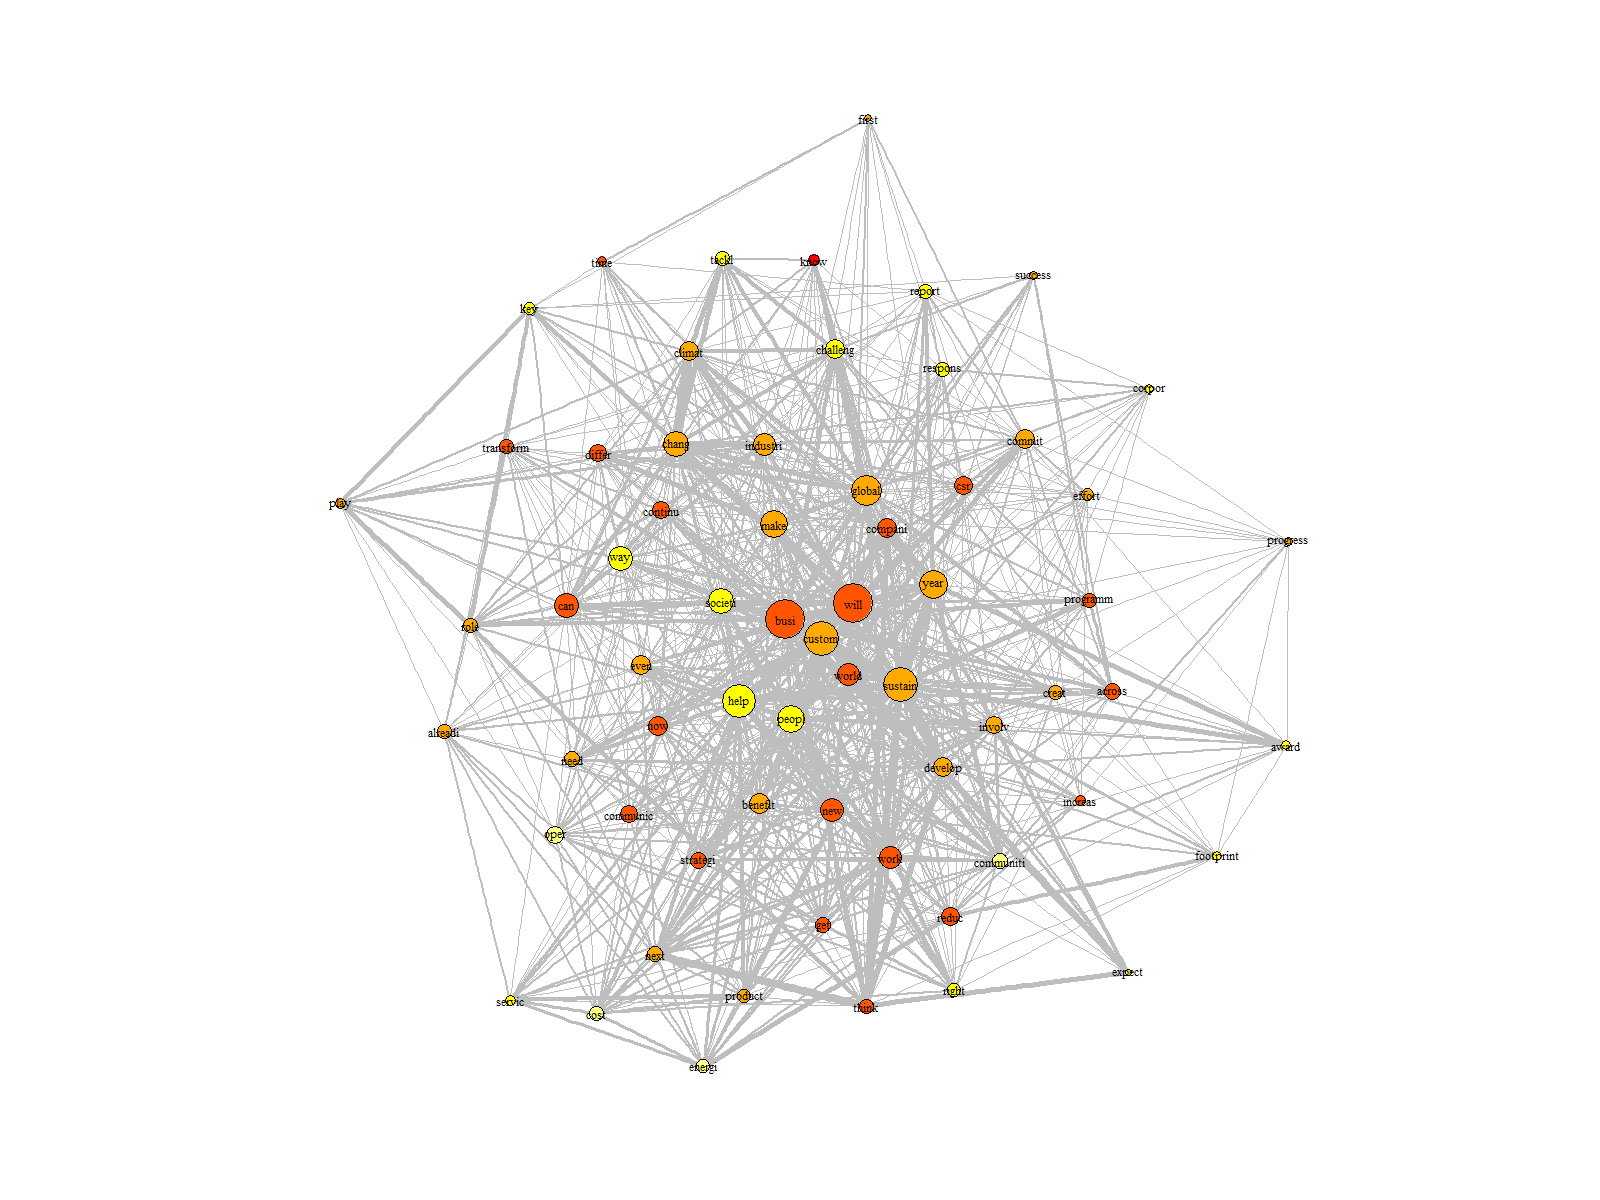 first
time
tackl
know
success
report
key
climat
challeng
respons
corpor
transform
differ
chang
industri
commit
play
global
csr
effort
continu
make
compani
progress
way
year
can
societi
busi
will
programm
role
custom
even
world
sustain
creat
across
help
peopl
now
involv
alreadi
need
develop
award
communic
benefit
new
increas
oper
strategi
work
communiti
footprint
get
reduc
next
expect
servic
cost
product
think
right
energi